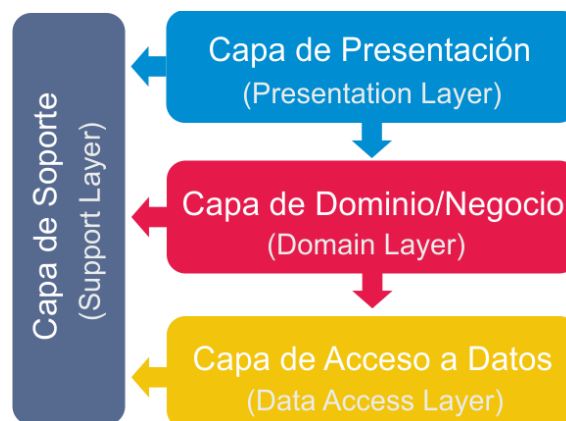 Capa de Soporte
(Support Layer)
Capa de Presentación
(Presentation Layer)
Capa de Dominio/Negocio
(Domain Layer)
Capa de Acceso a Datos
(Data Access Layer)